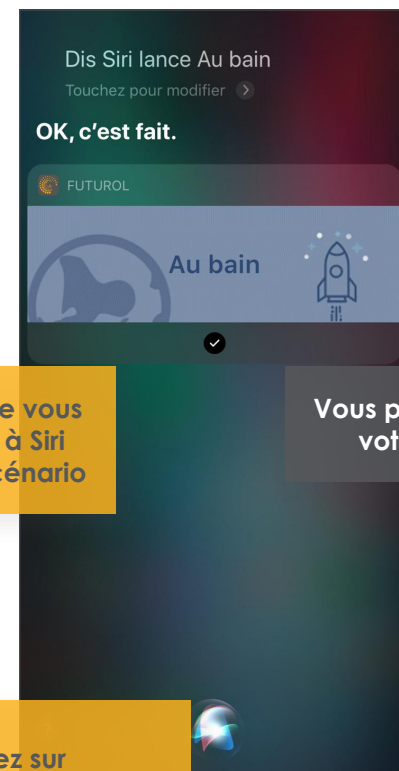 Dis Siri lance Au bain
Touchez pour modifier
OK, c'est fait.
FUTUROL
Au bain
e vous
à Siri
cénario
Vous p
vot
ez sur